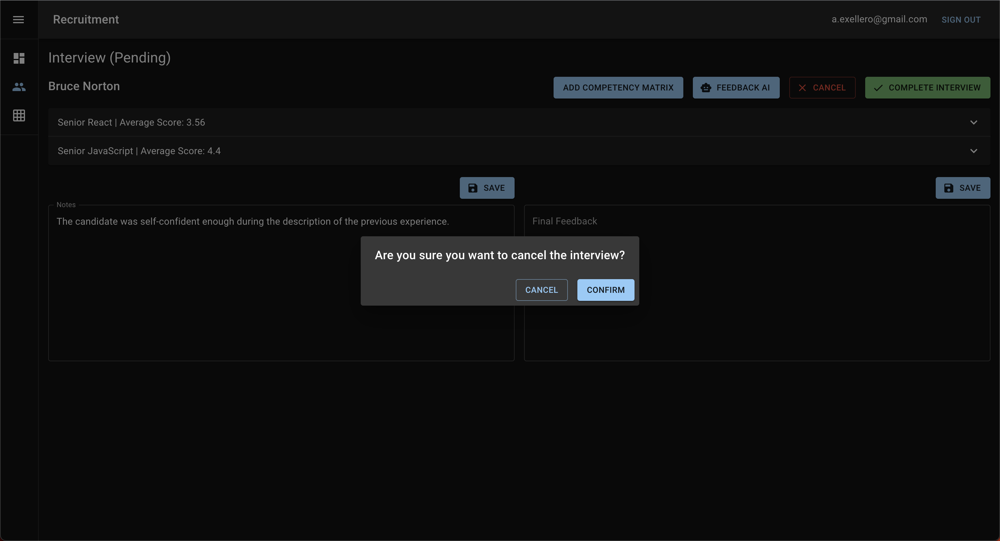 Recruitment
a.exellero@gmail.com SIGN OUT
Interview (Pending)
Bruce Norton
ADD COMPETENCY MATRIX FEEDBACK AI CANCEL COMPLETE INTERVIEW
Senior React | Average Score: 3.56
Senior JavaScript | Average Score: 4.4
SAVE SAVE
Notes
The candidate was self-confident enough during the description of the previous experience.
Final Feedback
Are you sure you want to cancel the interview?
CANCEL CONFIRM